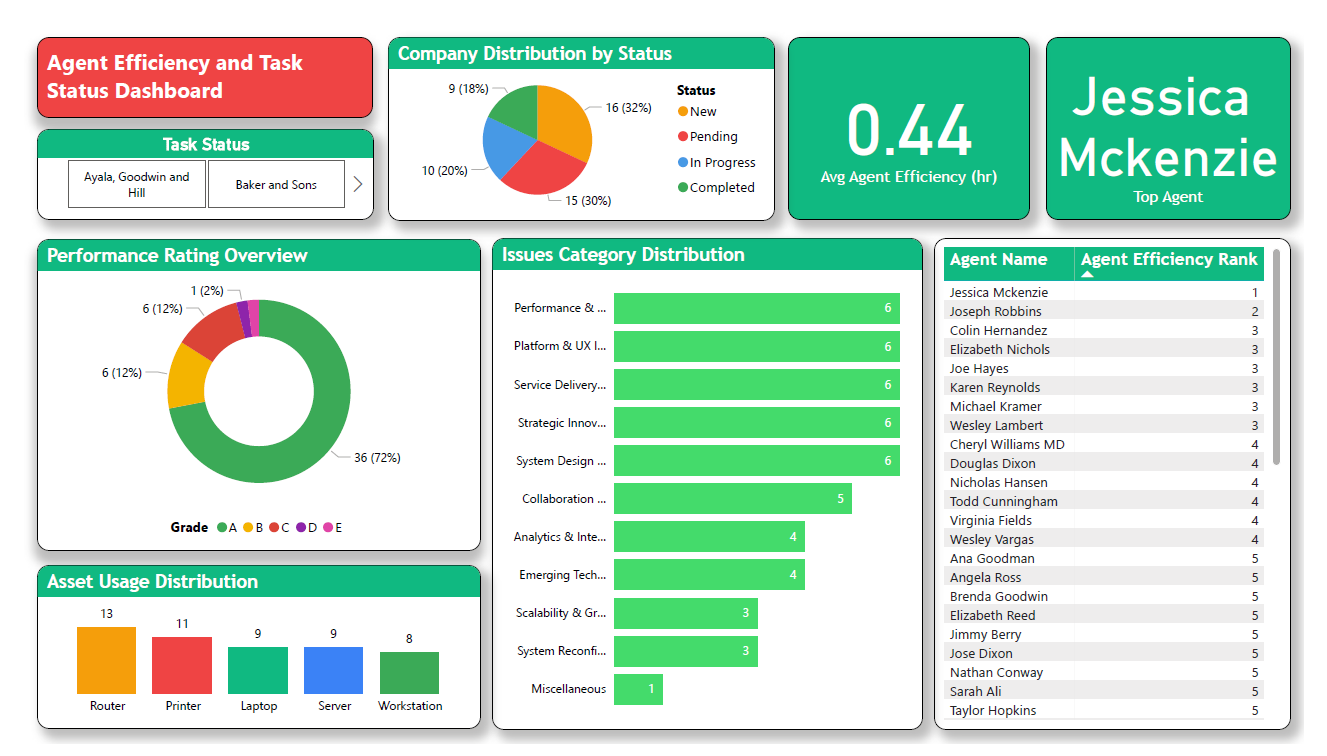 Agent Efficiency and Task
Status Dashboard
Task Status
Ayala, Goodwin and
Hill
Baker and Sons
Company Distribution by Status
9 (18%)
16 (32%)
10 (20%)
15 (30%)
Status
New
Pending
In Progress
Completed
0.44
Avg Agent Efficiency (hr)
Jessica
Mckenzie
Top Agent
Performance Rating Overview
1 (2%)
6 (12%)
6 (12%)
36 (72%)
Grade A B C D E
Asset Usage Distribution
13
11
9
9
8
Router
Printer
Laptop
Server
Workstation
Issues Category Distribution
Performance & ... 6
Platform & UX I... 6
Service Delivery... 6
Strategic Innov... 6
System Design ... 6
Collaboration ... 5
Analytics & Inte... 4
Emerging Tech... 4
Scalability & Gr... 3
System Reconfi... 3
Miscellaneous 1
Agent Name Agent Efficiency Rank
Jessica Mckenzie 1
Joseph Robbins 2
Colin Hernandez 3
Elizabeth Nichols 3
Joe Hayes 3
Karen Reynolds 3
Michael Kramer 3
Wesley Lambert 3
Cheryl Williams MD 4
Douglas Dixon 4
Nicholas Hansen 4
Todd Cunningham 4
Virginia Fields 4
Wesley Vargas 4
Ana Goodman 5
Angela Ross 5
Brenda Goodwin 5
Elizabeth Reed 5
Jimmy Berry 5
Jose Dixon 5
Nathan Conway 5
Sarah Ali 5
Taylor Hopkins 5